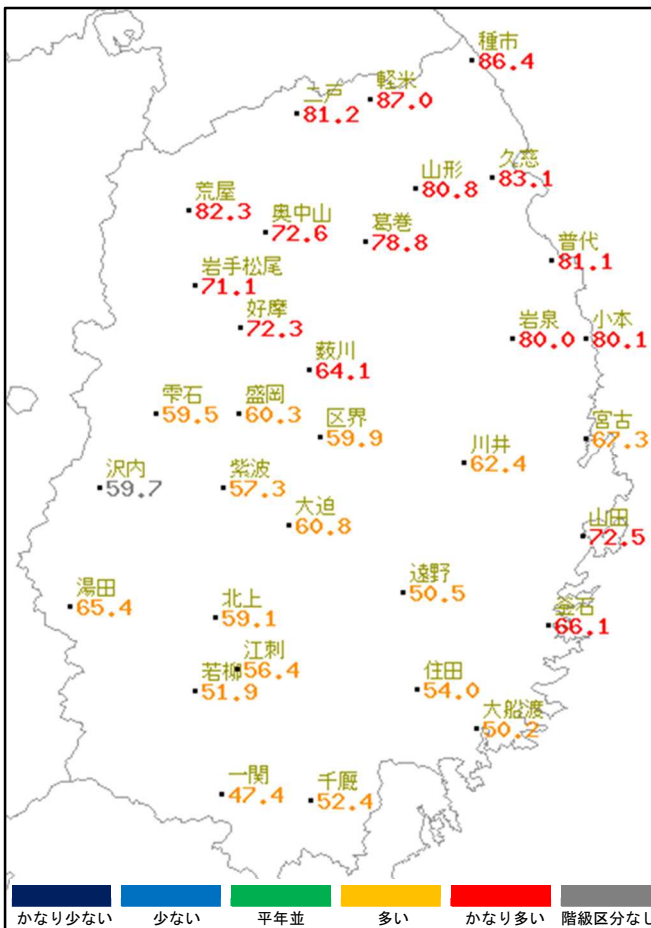 種市
86.4
軽米
87.0
二戸
81.2
久慈
83.1
山形
80.8
荒屋
82.3
奥中山
72.6
葛巻
78.8
普代
81.1
岩手松尾
71.1
好摩
72.3
岩泉
80.0
小本
80.1
薮川
64.1
雫石
59.5
盛岡
60.3
区界
59.9
宮古
67.3
川井
62.4
沢内
59.7
紫波
57.3
大迫
60.8
山田
72.5
湯田
65.4
北上
59.1
遠野
50.5
釜石
66.1
江刺
56.4
若柳
51.9
住田
54.0
大船渡
50.2
一関
47.4
千厩
52.4
かなり少ない
少ない
平年並
多い
かなり多い
階級区分なし